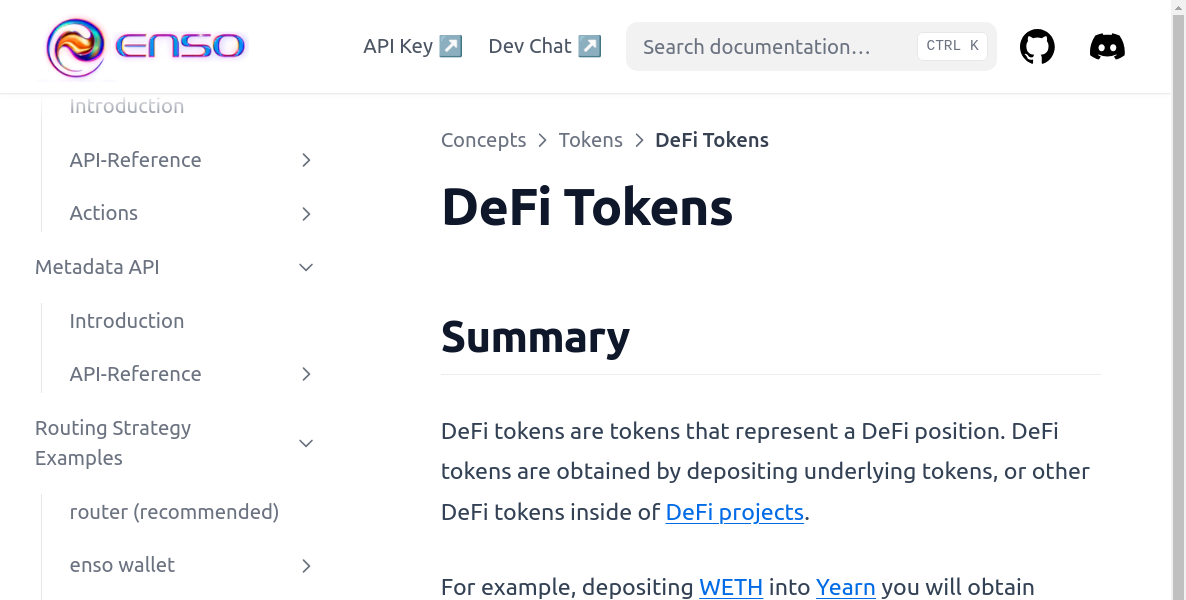 ENSO
API Key ↗
Dev Chat ↗
Search documentation…
CTRL K
Introduction
API-Reference
Actions
Metadata API
Introduction
API-Reference
Routing Strategy
Examples
router (recommended)
enso wallet
Concepts > Tokens > DeFi Tokens
DeFi Tokens
Summary
DeFi tokens are tokens that represent a DeFi position. DeFi
tokens are obtained by depositing underlying tokens, or other
DeFi tokens inside of DeFi projects.
For example, depositing WETH into Yearn you will obtain